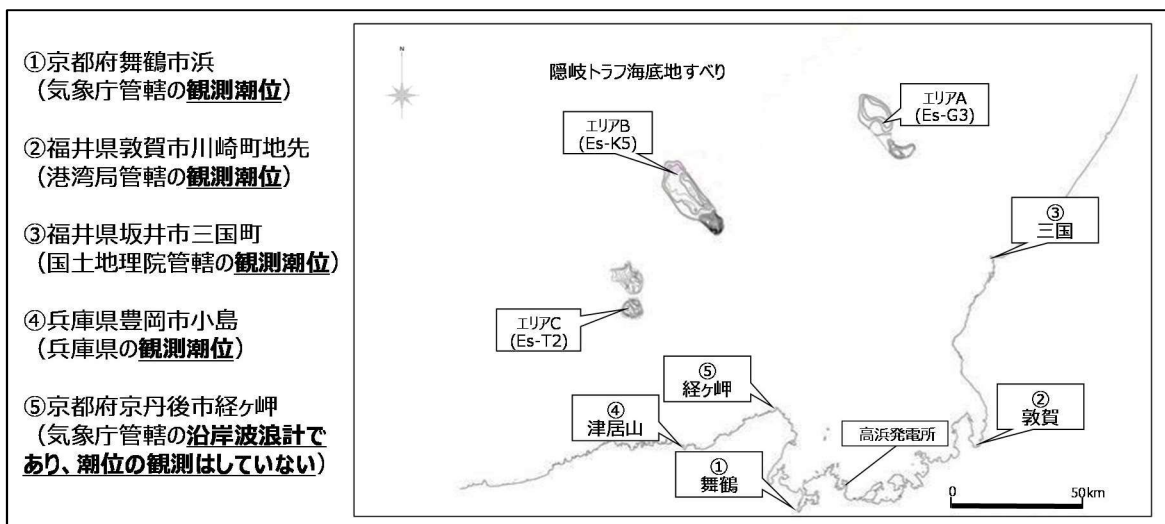 ①京都府舞鶴市浜
(気象庁管轄の観測潮位)
②福井県敦賀市川崎町地先
(港湾局管轄の観測潮位)
③福井県坂井市三国町
(国土地理院管轄の観測潮位)
④兵庫県豊岡市小島
(兵庫県の観測潮位)
⑤京都府京丹後市経ヶ岬
(気象庁管轄の沿岸波浪計で
あり、潮位の観測はしていない)
N
隠岐トラフ海底地すべり
エリアA
(Es-G3)
エリアB
(Es-K5)
③
三国
エリアC
(Es-T2)
⑤
経ヶ岬
④
津居山
②
敦賀
高浜発電所
①
舞鶴
0 50km